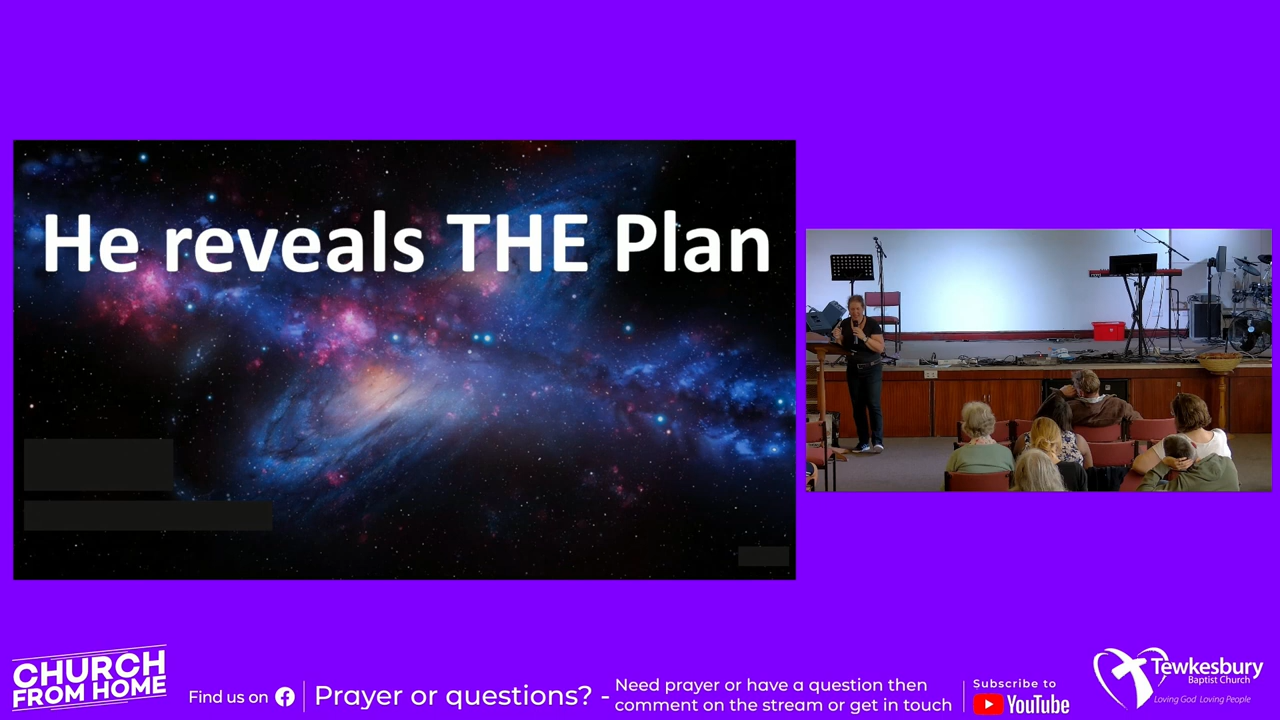 He reveals THE Plan
CHURCH
FROM HOME
Find us on
Prayer or questions? -
Need prayer or have a question then
comment on the stream or get in touch
Subscribe to
YouTube
Tewkesbury
Baptist Church
Loving God Loving People